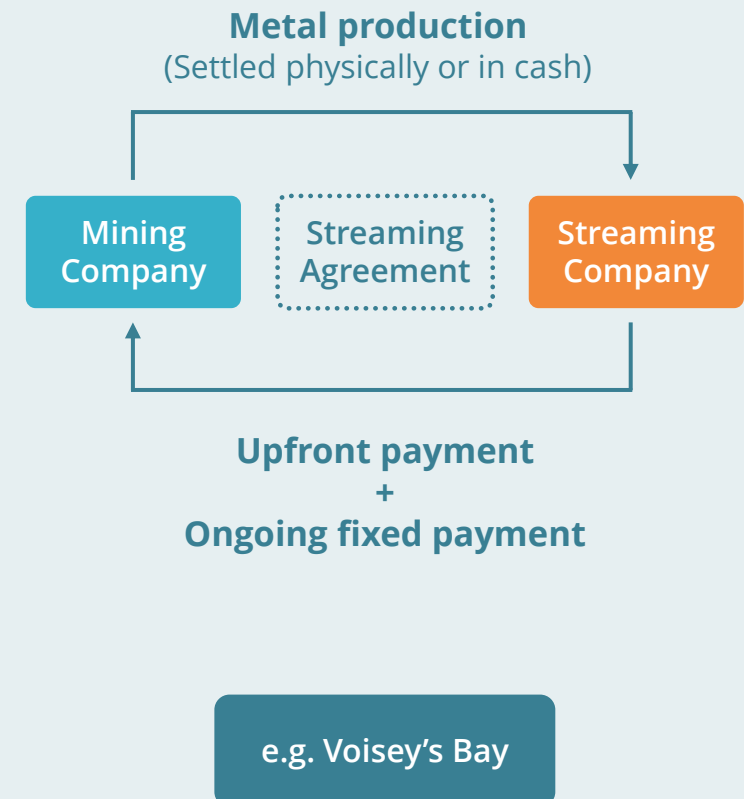 Metal production
(Settled physically or in cash)
Mining
Company
Streaming
Agreement
Streaming
Company
Upfront payment
+
Ongoing fixed payment
e.g. Voisey's Bay